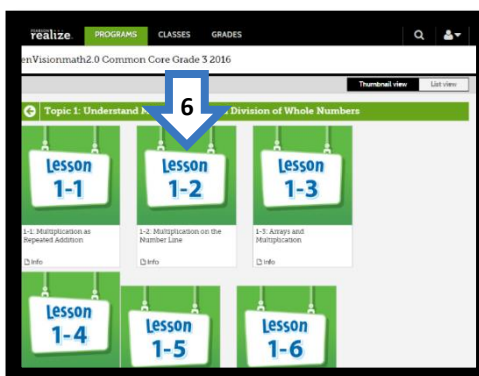 realize.
PROGRAMS CLASSES GRADES
enVisionmath2.0 Common Core Grade 3 2016
Thumbnail view List view
Topic 1: Understand Division of Whole Numbers
6
Lesson
1-1
Lesson
1-2
Lesson
1-3
1-1: Multiplication as
Repeated Addition
1-2: Multiplication on the
Number Line
1-3: Arrays and
Multiplication
Info
Info
Info
Lesson
1-4
Lesson
1-5
Lesson
1-6